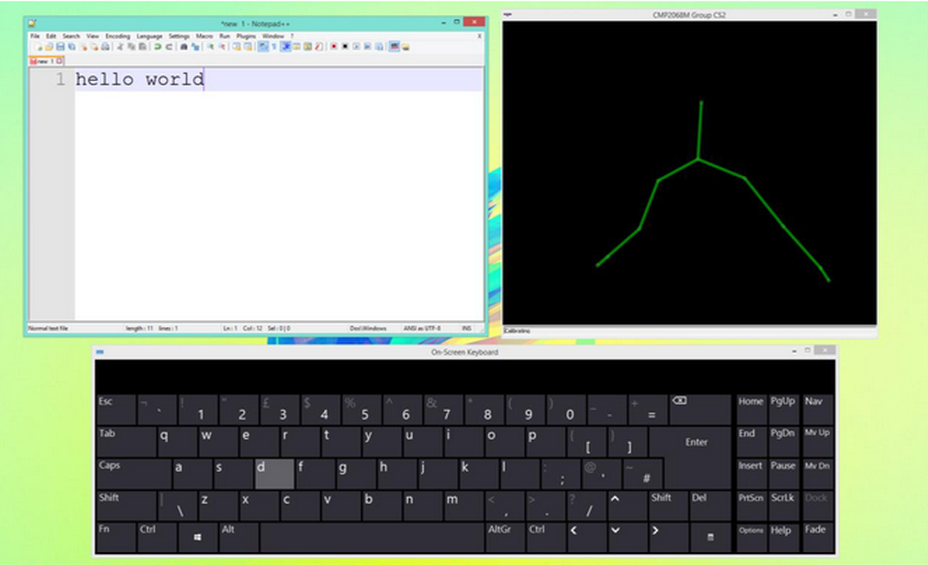 *new 1 - Notepad++
File Edit Search View Encoding Language Settings Macro Run Plugins Window ? X
new 1
1 hello world
Normal text file length : 11 lines : 1 Ln : 1 Col : 12 Sel : 0 | 0 Dos\Windows ANSI as UTF-8 INS
CMP2068M Group CS2
Calibrating
On-Screen Keyboard
Esc ¬ ` ! 1 " 2 £ 3 $ 4 % 5 ^ 6 & 7 * 8 ( 9 ) 0 _ - + = Home PgUp Nav
Tab q w e r t y u i o p { [ } ] Enter End PgDn Mv Up
Caps a s d f g h j k l : ; @ ' ~ # Insert Pause Mv Dn
Shift | \ z x c v b n m < , > . ? / Shift Del PrtScn ScrLk Dock
Fn Ctrl Alt AltGr Ctrl Options Help Fade